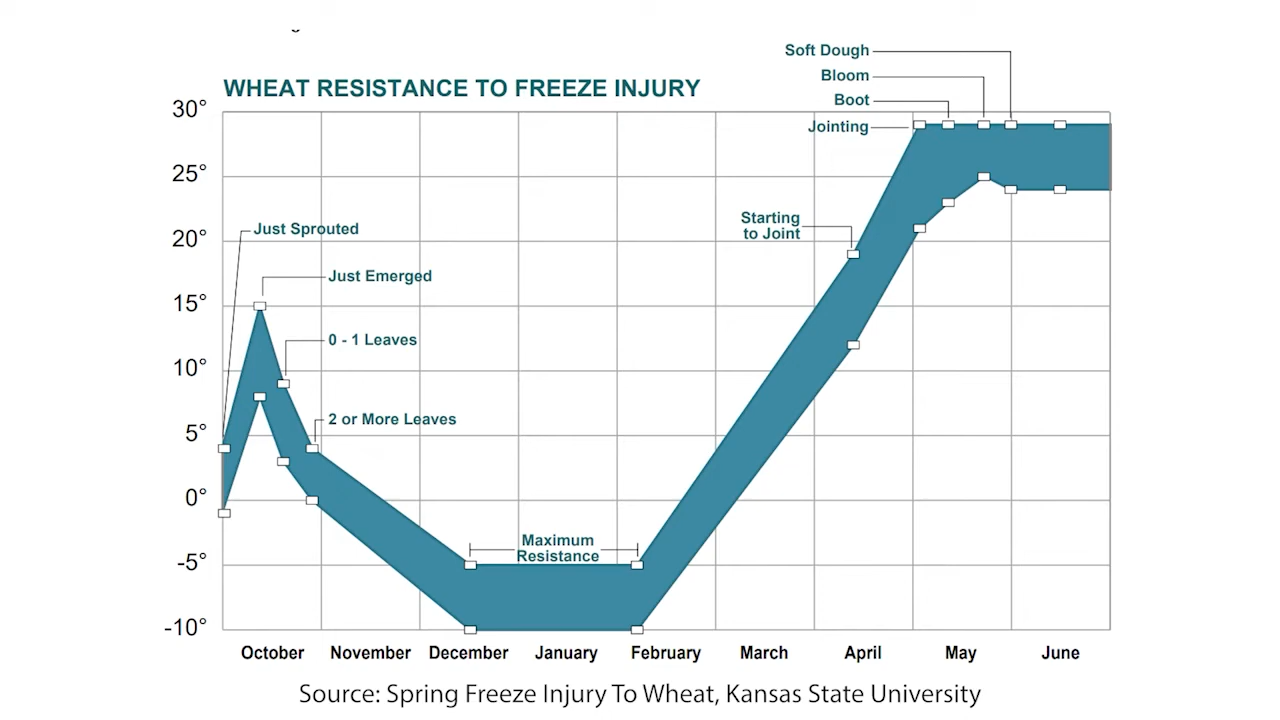 Soft Dough
Bloom
WHEAT RESISTANCE TO FREEZE INJURY
Boot
30°
Jointing
25°
Starting
to Joint
20°
Just Sprouted
Just Emerged
15°
0 - 1 Leaves
10°
2 or More Leaves
5°
0°
Maximum
Resistance
-5°
-10°
October November December January February March April May June
Source: Spring Freeze Injury To Wheat, Kansas State University